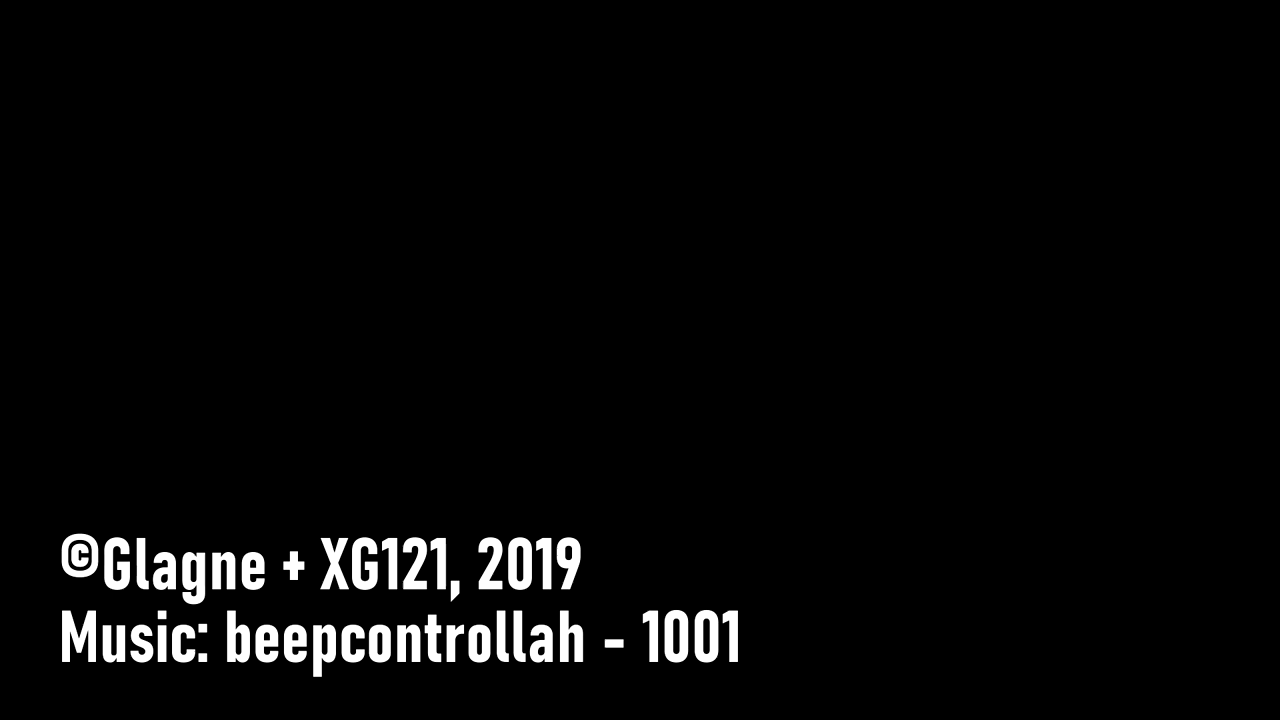 ©Glagne + XG121, 2019
Music: beepcontrollah - 1001